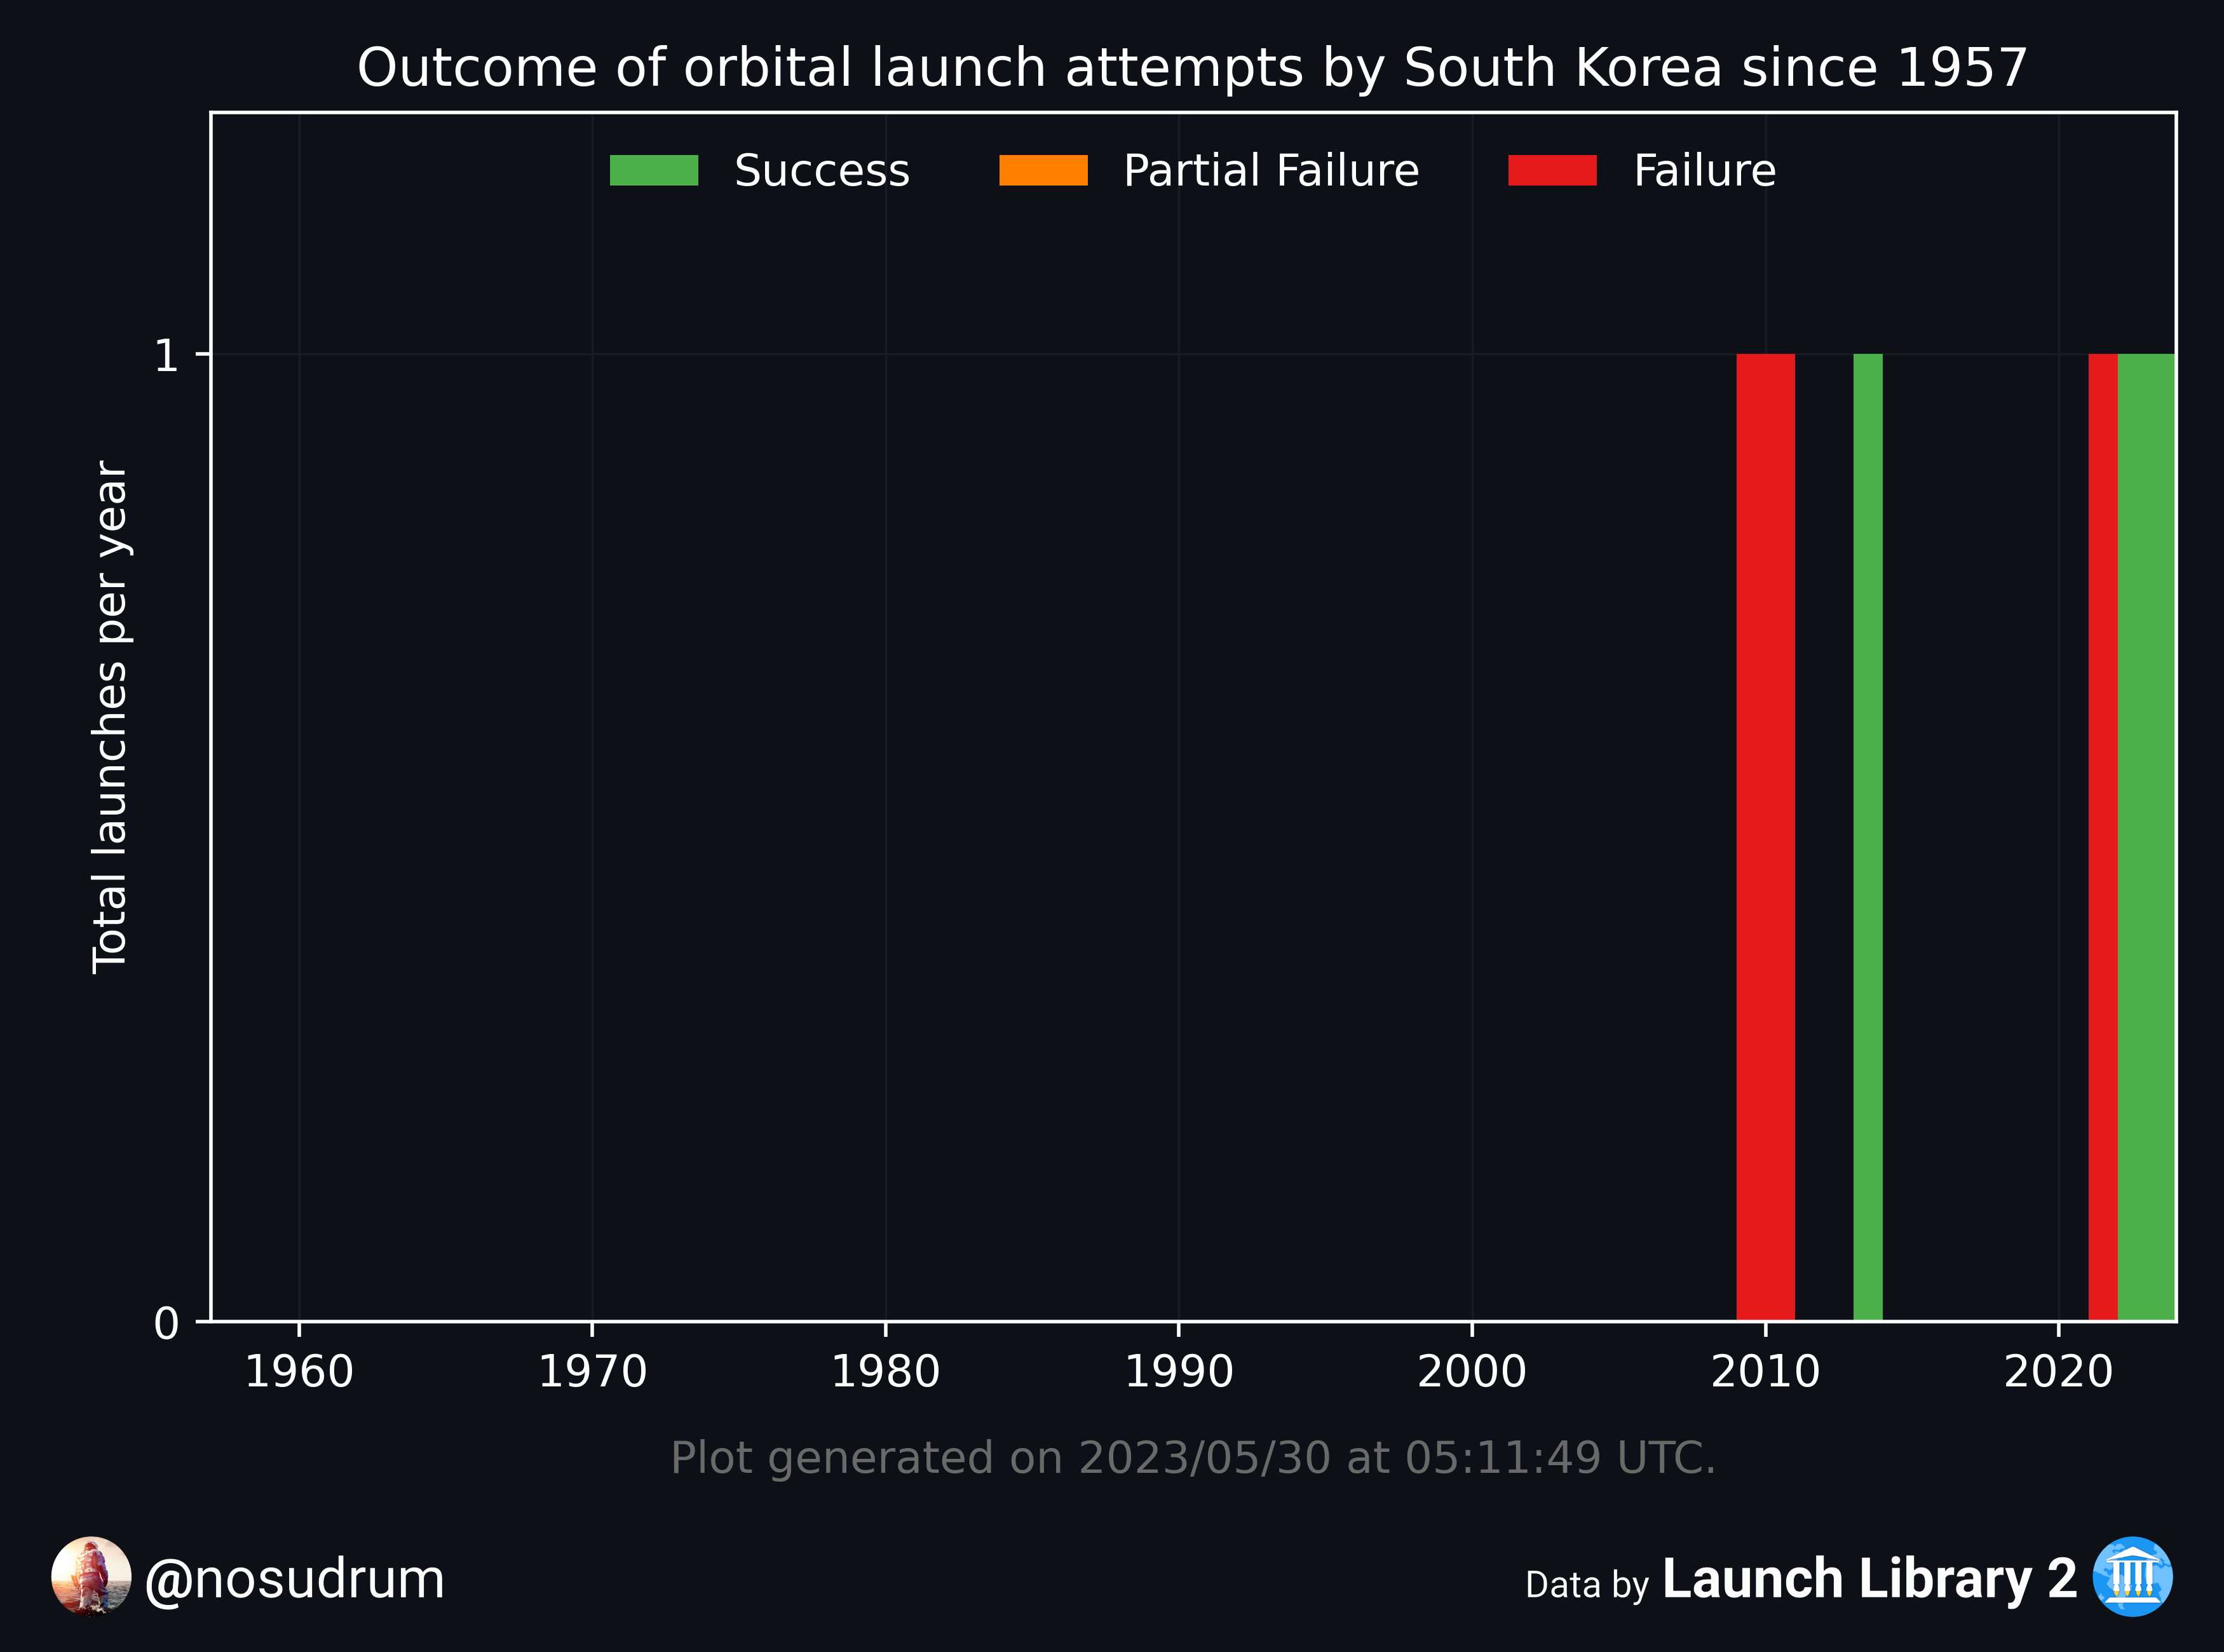 Outcome of orbital launch attempts by South Korea since 1957
Success Partial Failure Failure
1
Total launches per year
0
1960 1970 1980 1990 2000 2010 2020
Plot generated on 2023/05/30 at 05:11:49 UTC.
@nosudrum
Data by Launch Library 2